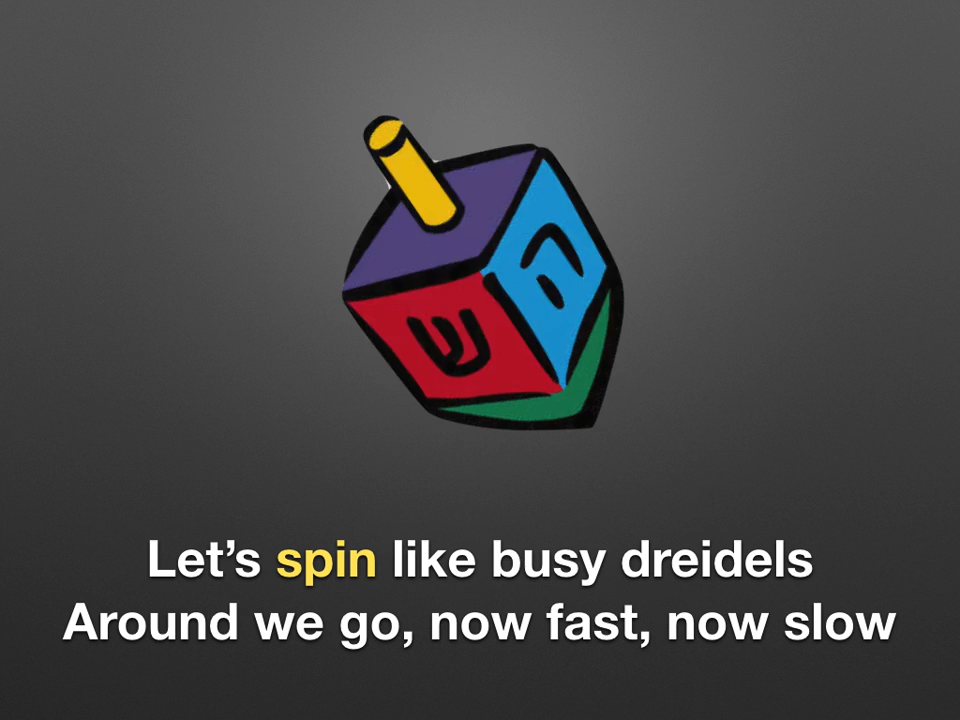 ש ה
Let’s spin like busy dreidels
Around we go, now fast, now slow